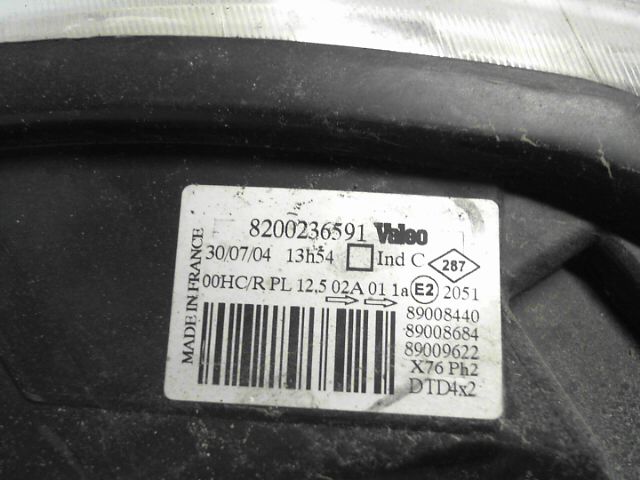 8200236591 Valeo
MADE IN FRANCE
30/07/04 13h54 Ind C 287
00HC/R PL 12,5 02A 01 1a E2 2051
89008440
89008684
89009622
X76 Ph2
DTD4x2